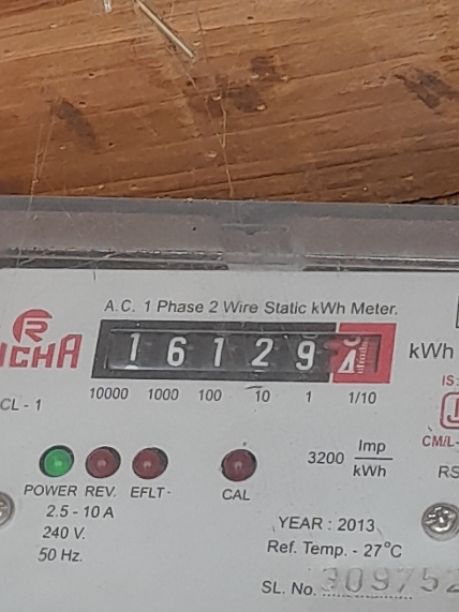 A.C. 1 Phase 2 Wire Static kWh Meter.
R
ICHA
1 6 1 2 9
kWh
10000 1000 100 10 1 1/10
CL - 1
IS:
CM/L-
3200 Imp
kWh
RS
POWER REV. EFLT- CAL
2.5 - 10 A
240 V.
50 Hz.
YEAR : 2013
Ref. Temp. - 27°C
SL. No. 309752